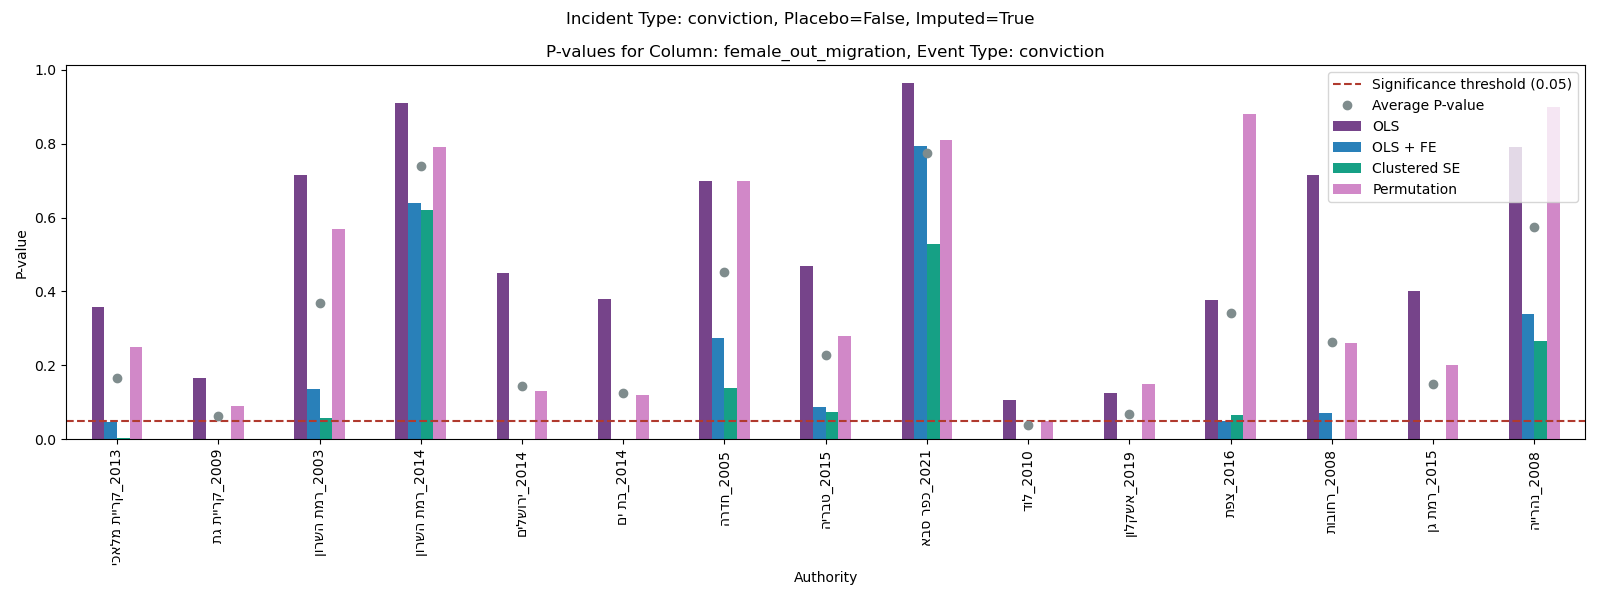 Incident Type: conviction, Placebo=False, Imputed=True
P-values for Column: female_out_migration, Event Type: conviction
P-value
1.0
0.8
0.6
0.4
0.2
0.0
Significance threshold (0.05)
Average P-value
OLS
OLS + FE
Clustered SE
Permutation
קריית מלאכי_2013
קריית גת_2009
רמת השרון_2003
רמת השרון_2014
ירושלים_2014
בת ים_2014
חדרה_2005
טבריה_2015
כפר סבא_2021
לוד_2010
אשקלון_2019
צפת_2016
רחובות_2008
רמת גן_2015
נהרייה_2008
Authority